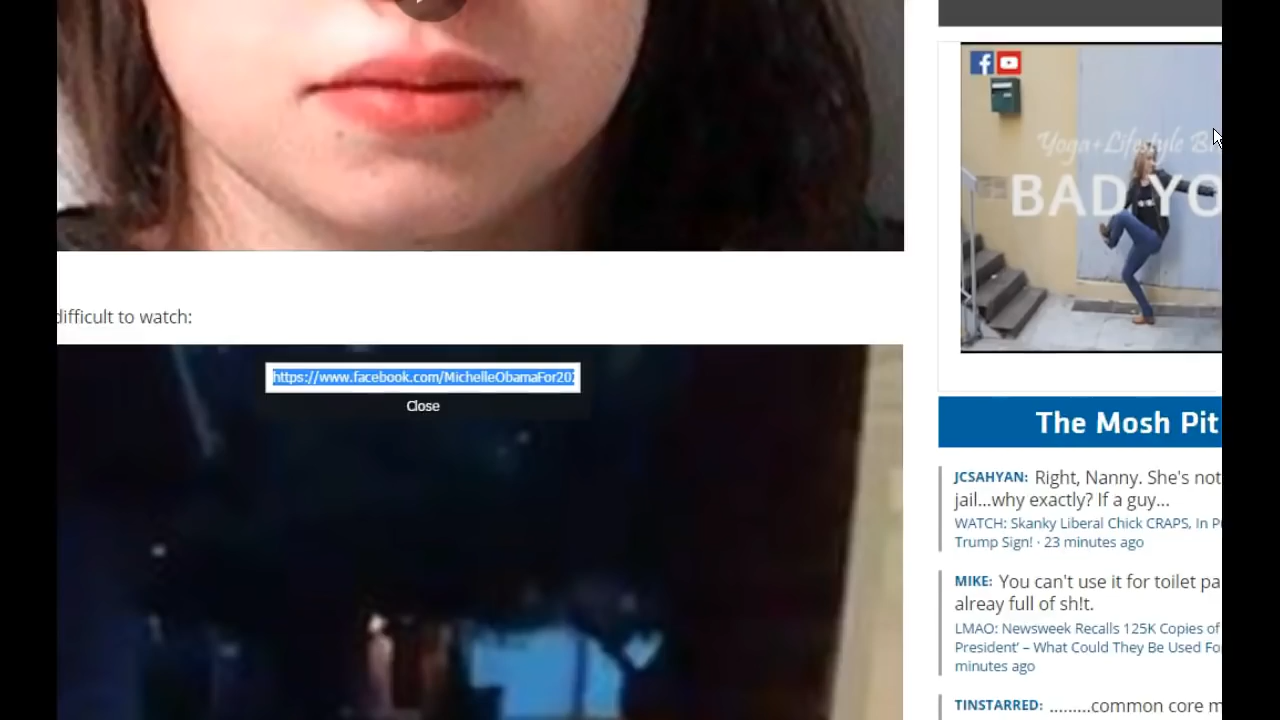 difficult to watch:
https://www.facebook.com/MichelleObamaFor20
Close
Yoga+Lifestyle
BAD YO
The Mosh Pit
JCSAHYAN: Right, Nanny. She's not
jail...why exactly? If a guy...
WATCH: Skanky Liberal Chick CRAPS, In P
Trump Sign! · 23 minutes ago
MIKE: You can't use it for toilet pa
alreay full of sh!t.
LMAO: Newsweek Recalls 125K Copies of
President' – What Could They Be Used Fo
minutes ago
TINSTARRED: .........common core m